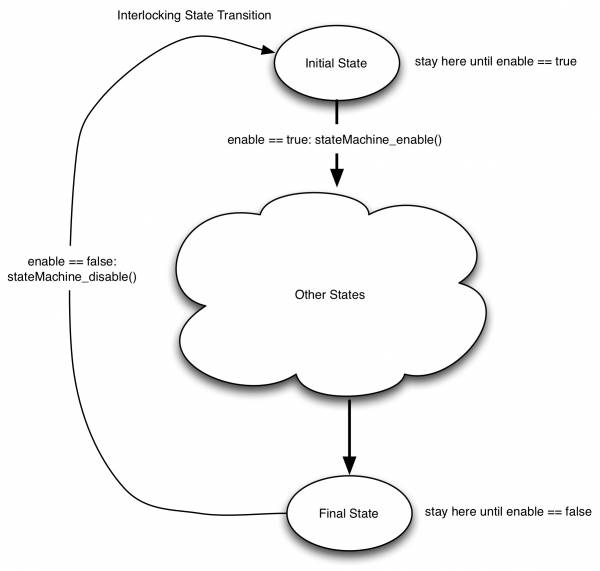 Interlocking State Transition
Initial State
stay here until enable == true
enable == true: stateMachine_enable()
enable == false:
stateMachine_disable()
Other States
Final State
stay here until enable == false